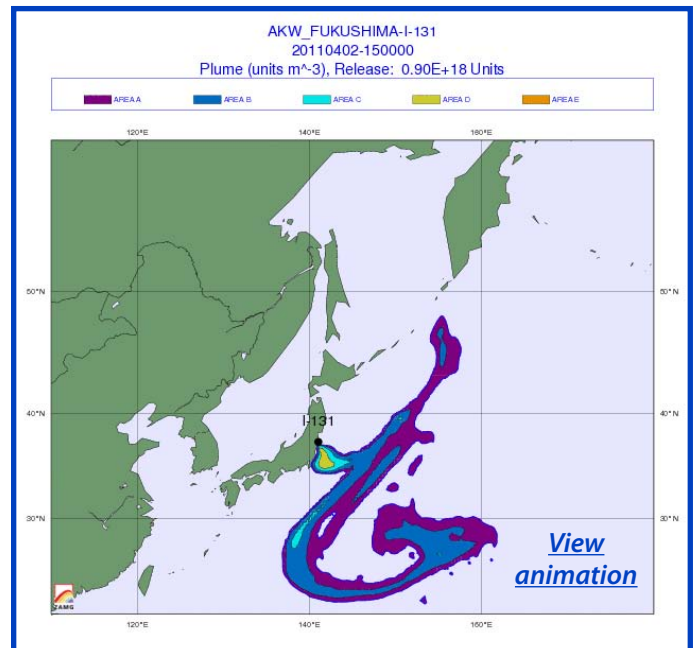 AKW_FUKUSHIMA-I-131
20110402-150000
Plume (units m^-3), Release: 0.90E+18 Units
AREA A AREA B AREA C AREA D AREA E
120°E 140°E 160°E
50°N 50°N
40°N 40°N
I-131
30°N 30°N
View
animation
ZAMG
120°E 140°E 160°E